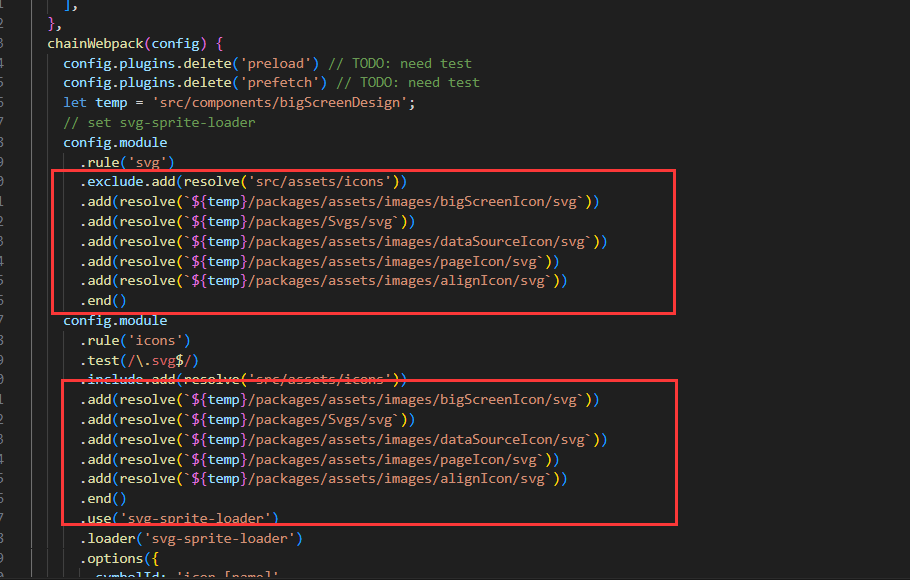 ],
},
chainWebpack(config) {
config.plugins.delete('preload') // TODO: need test
config.plugins.delete('prefetch') // TODO: need test
let temp = 'src/components/bigScreenDesign';
// set svg-sprite-loader
config.module
.rule('svg')
.exclude.add(resolve('src/assets/icons'))
.add(resolve(`${temp}/packages/assets/images/bigScreenIcon/svg`))
.add(resolve(`${temp}/packages/Svgs/svg`))
.add(resolve(`${temp}/packages/assets/images/dataSourceIcon/svg`))
.add(resolve(`${temp}/packages/assets/images/pageIcon/svg`))
.add(resolve(`${temp}/packages/assets/images/alignIcon/svg`))
.end()
config.module
.rule('icons')
.test(/\.svg$/)
.include.add(resolve('src/assets/icons'))
.add(resolve(`${temp}/packages/assets/images/bigScreenIcon/svg`))
.add(resolve(`${temp}/packages/Svgs/svg`))
.add(resolve(`${temp}/packages/assets/images/dataSourceIcon/svg`))
.add(resolve(`${temp}/packages/assets/images/pageIcon/svg`))
.add(resolve(`${temp}/packages/assets/images/alignIcon/svg`))
.end()
.use('svg-sprite-loader')
.loader('svg-sprite-loader')
.options({
symbolId: 'icon-[name]'